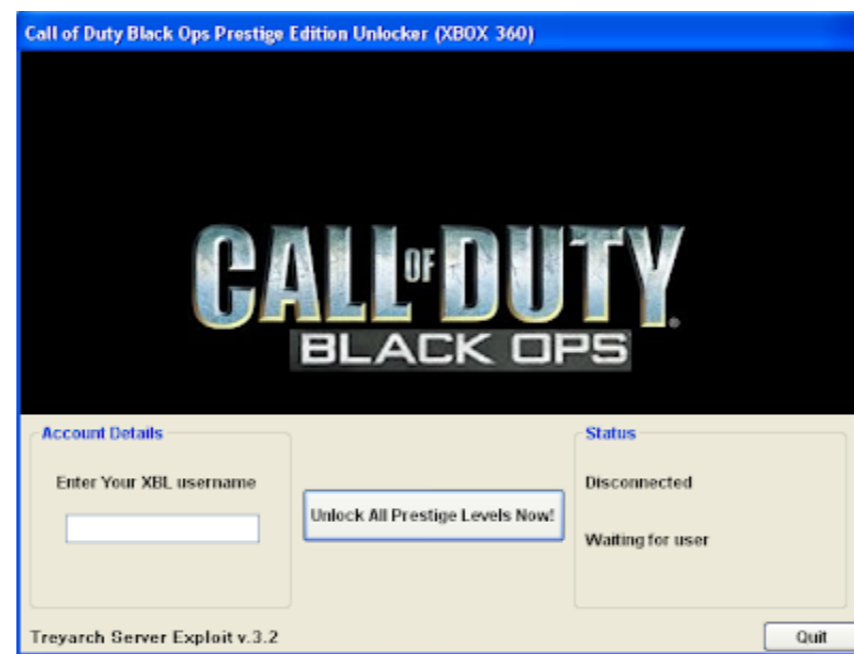 Call of Duty Black Ops Prestige Edition Unlocker (XBOX 360)
CALL OF DUTY
BLACK OPS
Account Details
Enter Your XBL username
Unlock All Prestige Levels Now!
Status
Disconnected
Waiting for user
Treyarch Server Exploit v.3.2
Quit